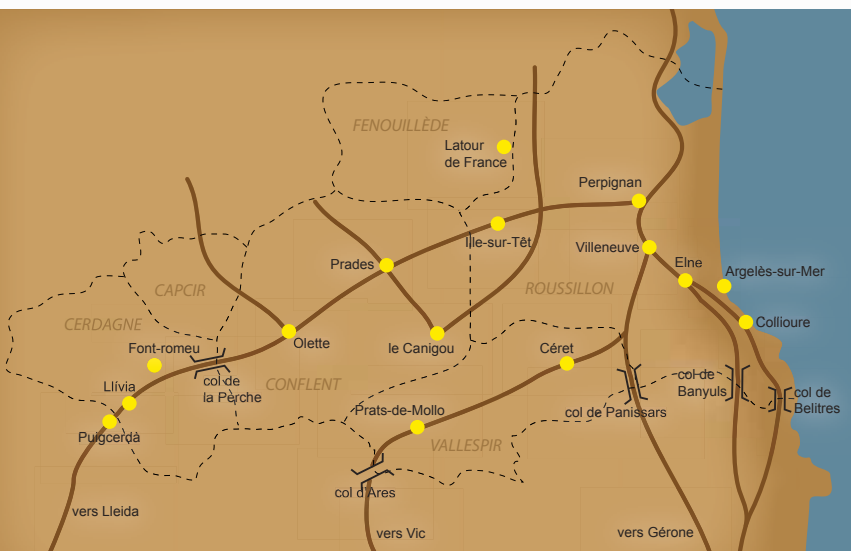 FENOUILLÈDE
Latour
de France
Perpignan
Ille-sur-Têt
Villeneuve
Elne
Argelès-sur-Mer
Prades
CAPCIR
ROUSSILLON
CERDAGNE
Collioure
Font-romeu
Olette
le Canigou
Céret
Llívia
col de
la Perche
CONFLENT
col de
Banyuls
col de
Belitres
Prats-de-Mollo
col de Panissars
Puigcerdà
VALLESPIR
col d'Ares
vers Lleida
vers Vic
vers Gérone